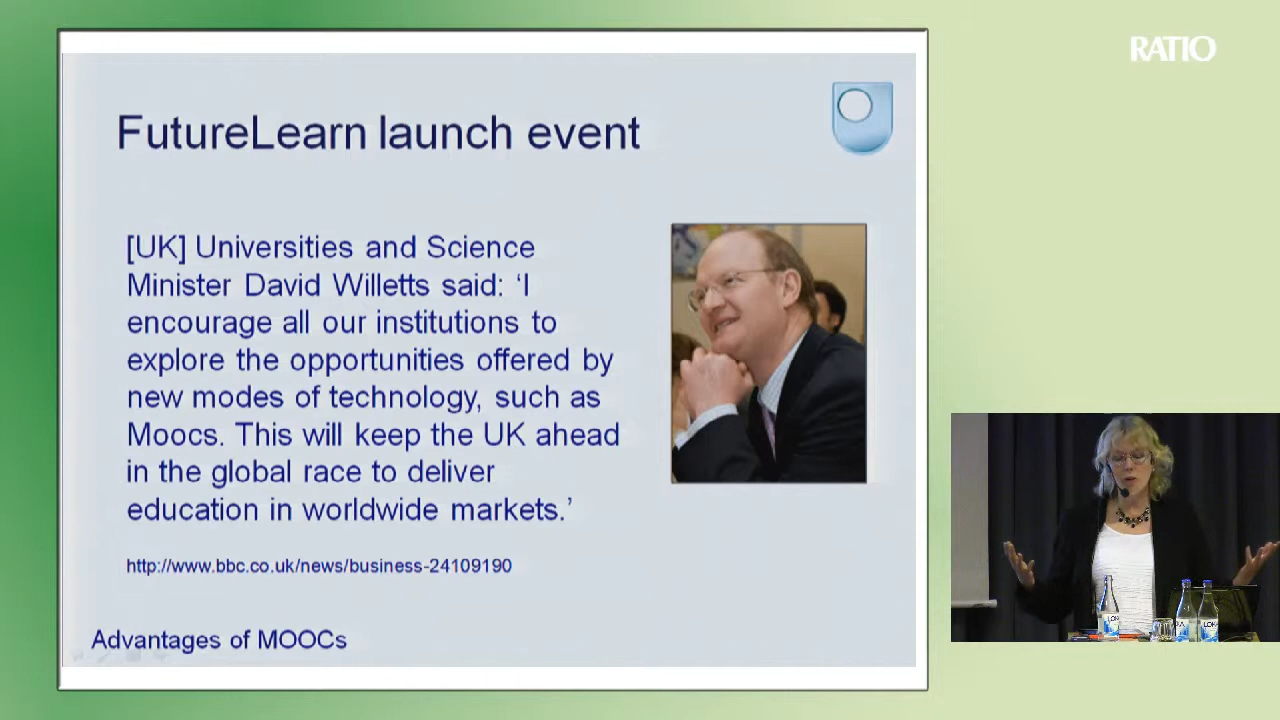 RATIO
FutureLearn launch event
[UK] Universities and Science
Minister David Willetts said: ‘I
encourage all our institutions to
explore the opportunities offered by
new modes of technology, such as
Moocs. This will keep the UK ahead
in the global race to deliver
education in worldwide markets.’
http://www.bbc.co.uk/news/business-24109190
Advantages of MOOCs